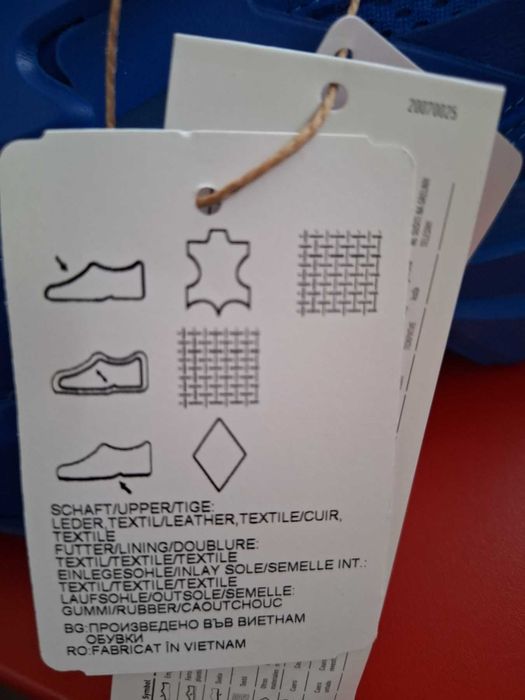 20070025
SCHAFT/UPPER/TIGE:
LEDER,TEXTIL/LEATHER,TEXTILE/CUIR,
TEXTILE
FUTTER/LINING/DOUBLURE:
TEXTIL/TEXTILE/TEXTILE
EINLEGESOHLE/INLAY SOLE/SEMELLE INT.:
TEXTIL/TEXTILE/TEXTILE
LAUFSOHLE/OUTSOLE/SEMELLE:
GUMMI/RUBBER/CAOUTCHOUC
BG:ПРОИЗВЕДЕНО ВЪВ ВИЕТНАМ
ОБУВКИ
RO:FABRICAT ÎN VIETNAM
Symbol